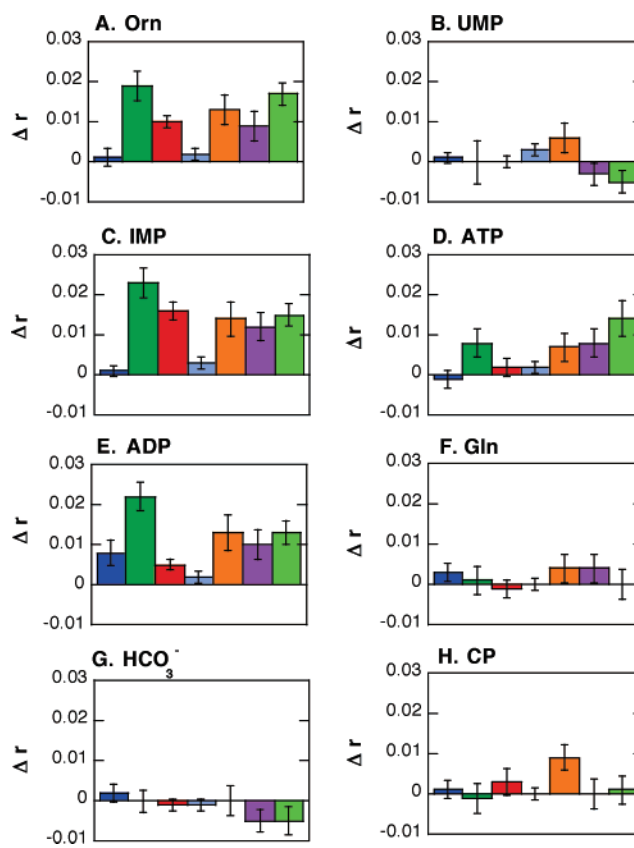 A. Orn
0.03
0.02
0.01
0
-0.01
Δ r
B. UMP
0.03
0.02
0.01
0
-0.01
Δ r
C. IMP
0.03
0.02
0.01
0
-0.01
Δ r
D. ATP
0.03
0.02
0.01
0
-0.01
Δ r
E. ADP
0.03
0.02
0.01
0
-0.01
Δ r
F. Gln
0.03
0.02
0.01
0
-0.01
Δ r
G. HCO₃⁻
0.03
0.02
0.01
0
-0.01
Δ r
H. CP
0.03
0.02
0.01
0
-0.01
Δ r